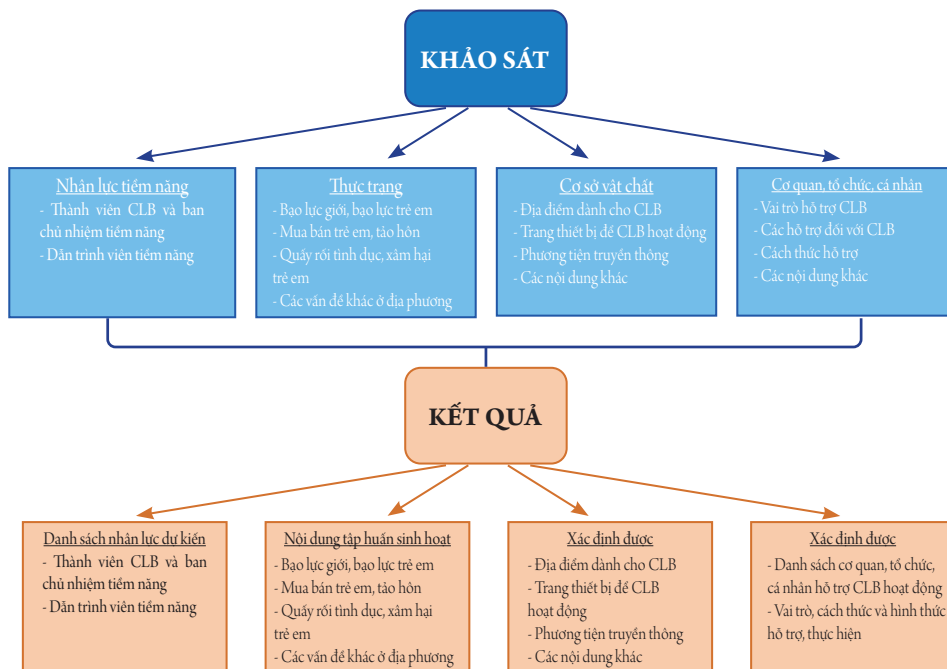 KHẢO SÁT
Nhân lực tiềm năng
- Thành viên CLB và ban
chủ nhiệm tiềm năng
- Dẫn trình viên tiềm năng
Thực trạng
- Bạo lực giới, bạo lực trẻ em
- Mua bán trẻ em, tảo hôn
- Quấy rối tình dục, xâm hại
trẻ em
- Các vấn đề khác ở địa phương
Cơ sở vật chất
- Địa điểm dành cho CLB
- Trang thiết bị để CLB hoạt động
- Phương tiện truyền thông
- Các nội dung khác
Cơ quan, tổ chức, cá nhân
- Vai trò hỗ trợ CLB
- Các hỗ trợ đối với CLB
- Cách thức hỗ trợ
- Các nội dung khác
KẾT QUẢ
Danh sách nhân lực dự kiến
- Thành viên CLB và ban
chủ nhiệm tiềm năng
- Dẫn trình viên tiềm năng
Nội dung tập huấn sinh hoạt
- Bạo lực giới, bạo lực trẻ em
- Mua bán trẻ em, tảo hôn
- Quấy rối tình dục, xâm hại
trẻ em
- Các vấn đề khác ở địa phương
Xác định được
- Địa điểm dành cho CLB
- Trang thiết bị để CLB
hoạt động
- Phương tiện truyền thông
- Các nội dung khác
Xác định được
- Danh sách cơ quan, tổ chức,
cá nhân hỗ trợ CLB hoạt động
- Vai trò, cách thức và hình thức
hỗ trợ, thực hiện